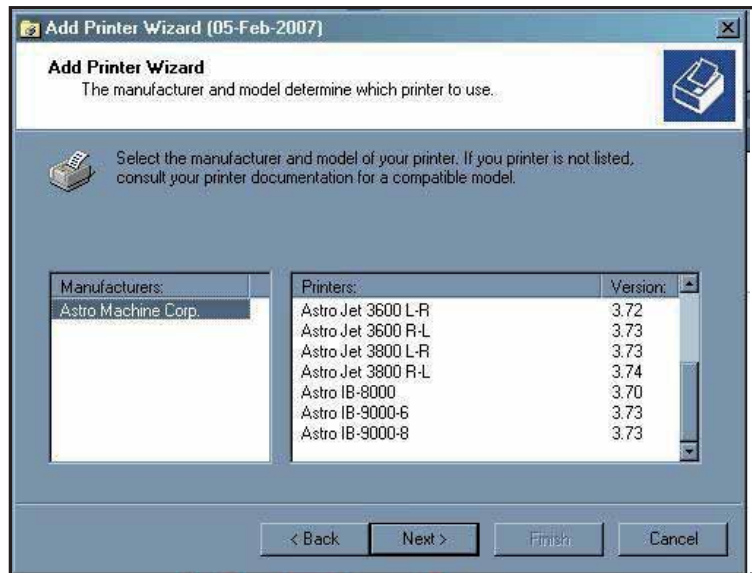 Add Printer Wizard (05-Feb-2007)
Add Printer Wizard
The manufacturer and model determine which printer to use.
Select the manufacturer and model of your printer. If you printer is not listed,
consult your printer documentation for a compatible model.
Manufacturers:
Astro Machine Corp.
Printers: Version:
Astro Jet 3600 L-R 3.72
Astro Jet 3600 R-L 3.73
Astro Jet 3800 L-R 3.73
Astro Jet 3800 R-L 3.74
Astro IB-8000 3.70
Astro IB-9000-6 3.73
Astro IB-9000-8 3.73
< Back Next > Finish Cancel